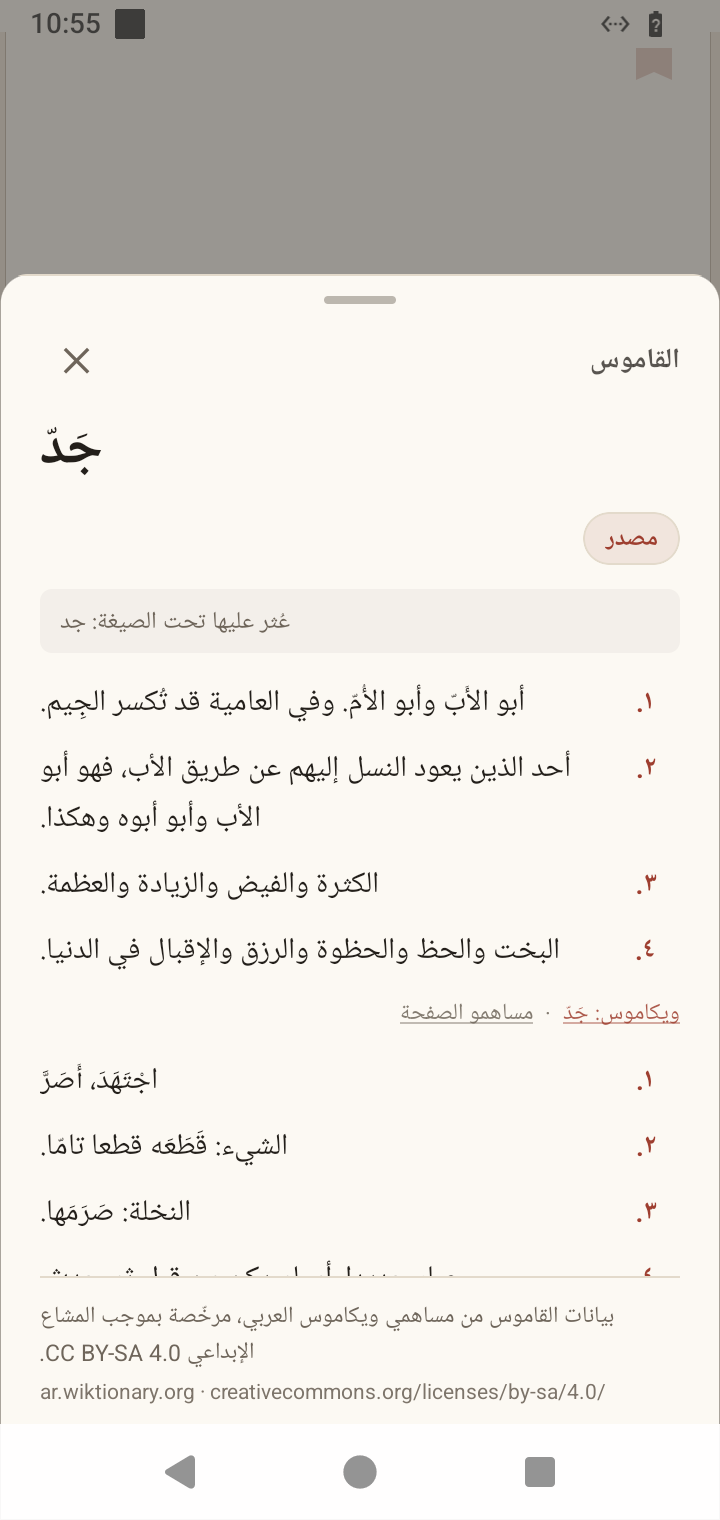 10:55
القاموس
جَدّ
مصدر
عُثر عليها تحت الصيغة: جد
١. أبو الأبّ وأبو الأمّ. وفي العامية قد تُكسر الجِيم.
٢. أحد الذين يعود النسل إليهم عن طريق الأب، فهو أبو
الأب وأبو أبوه وهكذا.
٣. الكثرة والفيض والزيادة والعظمة.
٤. البخت والحظ والحظوة والرزق والإقبال في الدنيا.
ويكاموس: جَدَّ · مساهمو الصفحة
١. اجْتَهَدَ، أصَرَّ
٢. الشيء: قَطَعَه قطعا تامّا.
٣. النخلة: صَرَمَها.
بيانات القاموس من مساهمي ويكاموس العربي، مرخَّصة بموجب المشاع
الإبداعي CC BY-SA 4.0.
ar.wiktionary.org · creativecommons.org/licenses/by-sa/4.0/